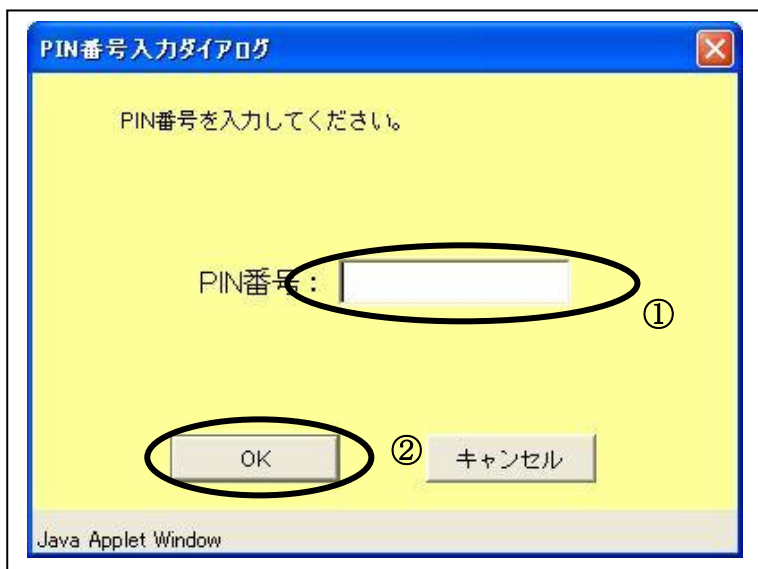 PIN番号入力ダイアログ
PIN番号を入力してください。
PIN番号：
①
OK
②
キャンセル
Java Applet Window